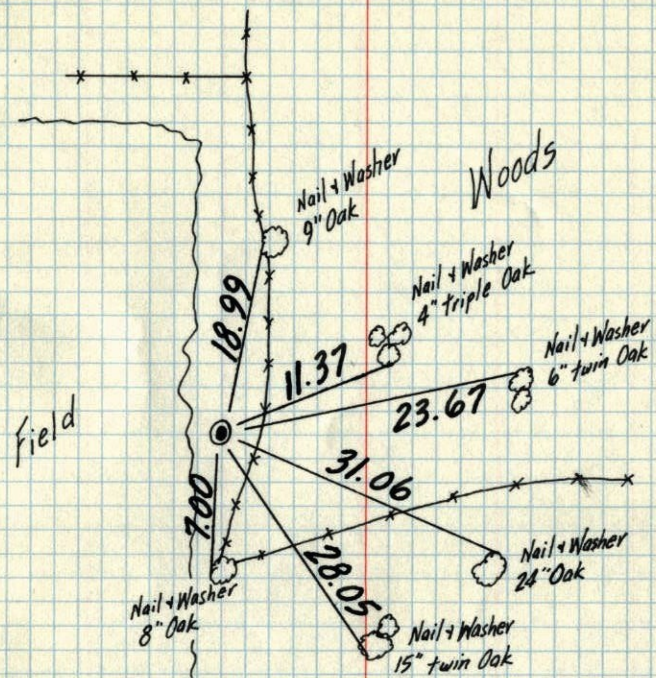 Woods
Nail & Washer
9" Oak
Nail & Washer
4" triple Oak
18.99
Nail & Washer
6" twin Oak
11.37
23.67
Field
31.06
7.00
28.05
Nail & Washer
24" Oak
Nail & Washer
8" Oak
Nail & Washer
15" twin Oak